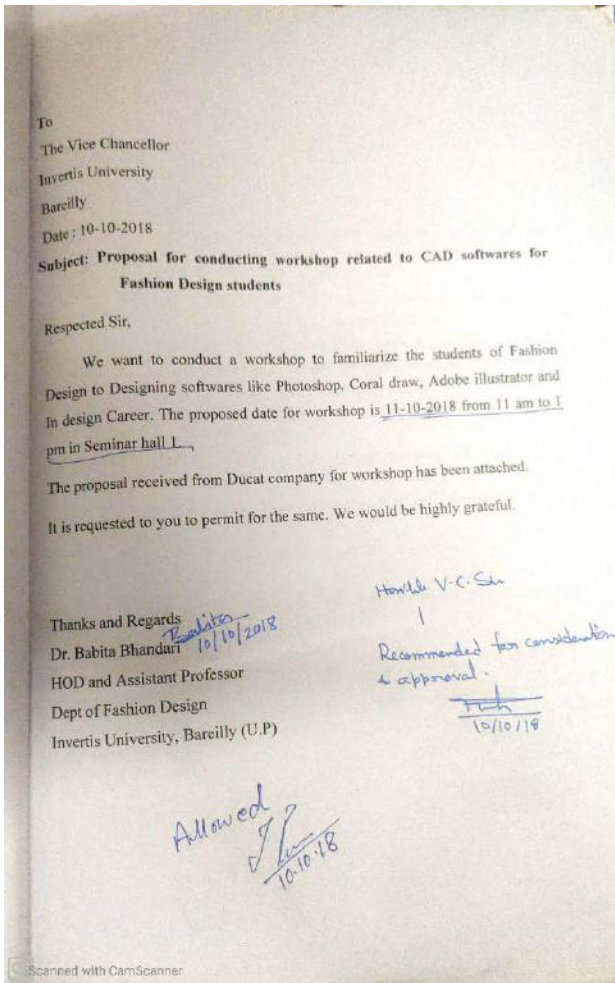 To
The Vice Chancellor
Invertis University
Bareilly
Date : 10-10-2018
Subject: Proposal for conducting workshop related to CAD softwares for
Fashion Design students
Respected Sir,
We want to conduct a workshop to familiarize the students of Fashion
Design to Designing softwares like Photoshop, Coral draw, Adobe illustrator and
In design Career. The proposed date for workshop is 11-10-2018 from 11 am to 1
pm in Seminar hall 1.
The proposal received from Ducat company for workshop has been attached.
It is requested to you to permit for the same. We would be highly grateful.
Thanks and Regards
Dr. Babita Bhandari
10/10/2018
HOD and Assistant Professor
Dept of Fashion Design
Invertis University, Bareilly (U.P)
Hon'ble V.C. Sir
Recommended for consideration
& approval.
10/10/18
Allowed
10.10.18
Scanned with CamScanner